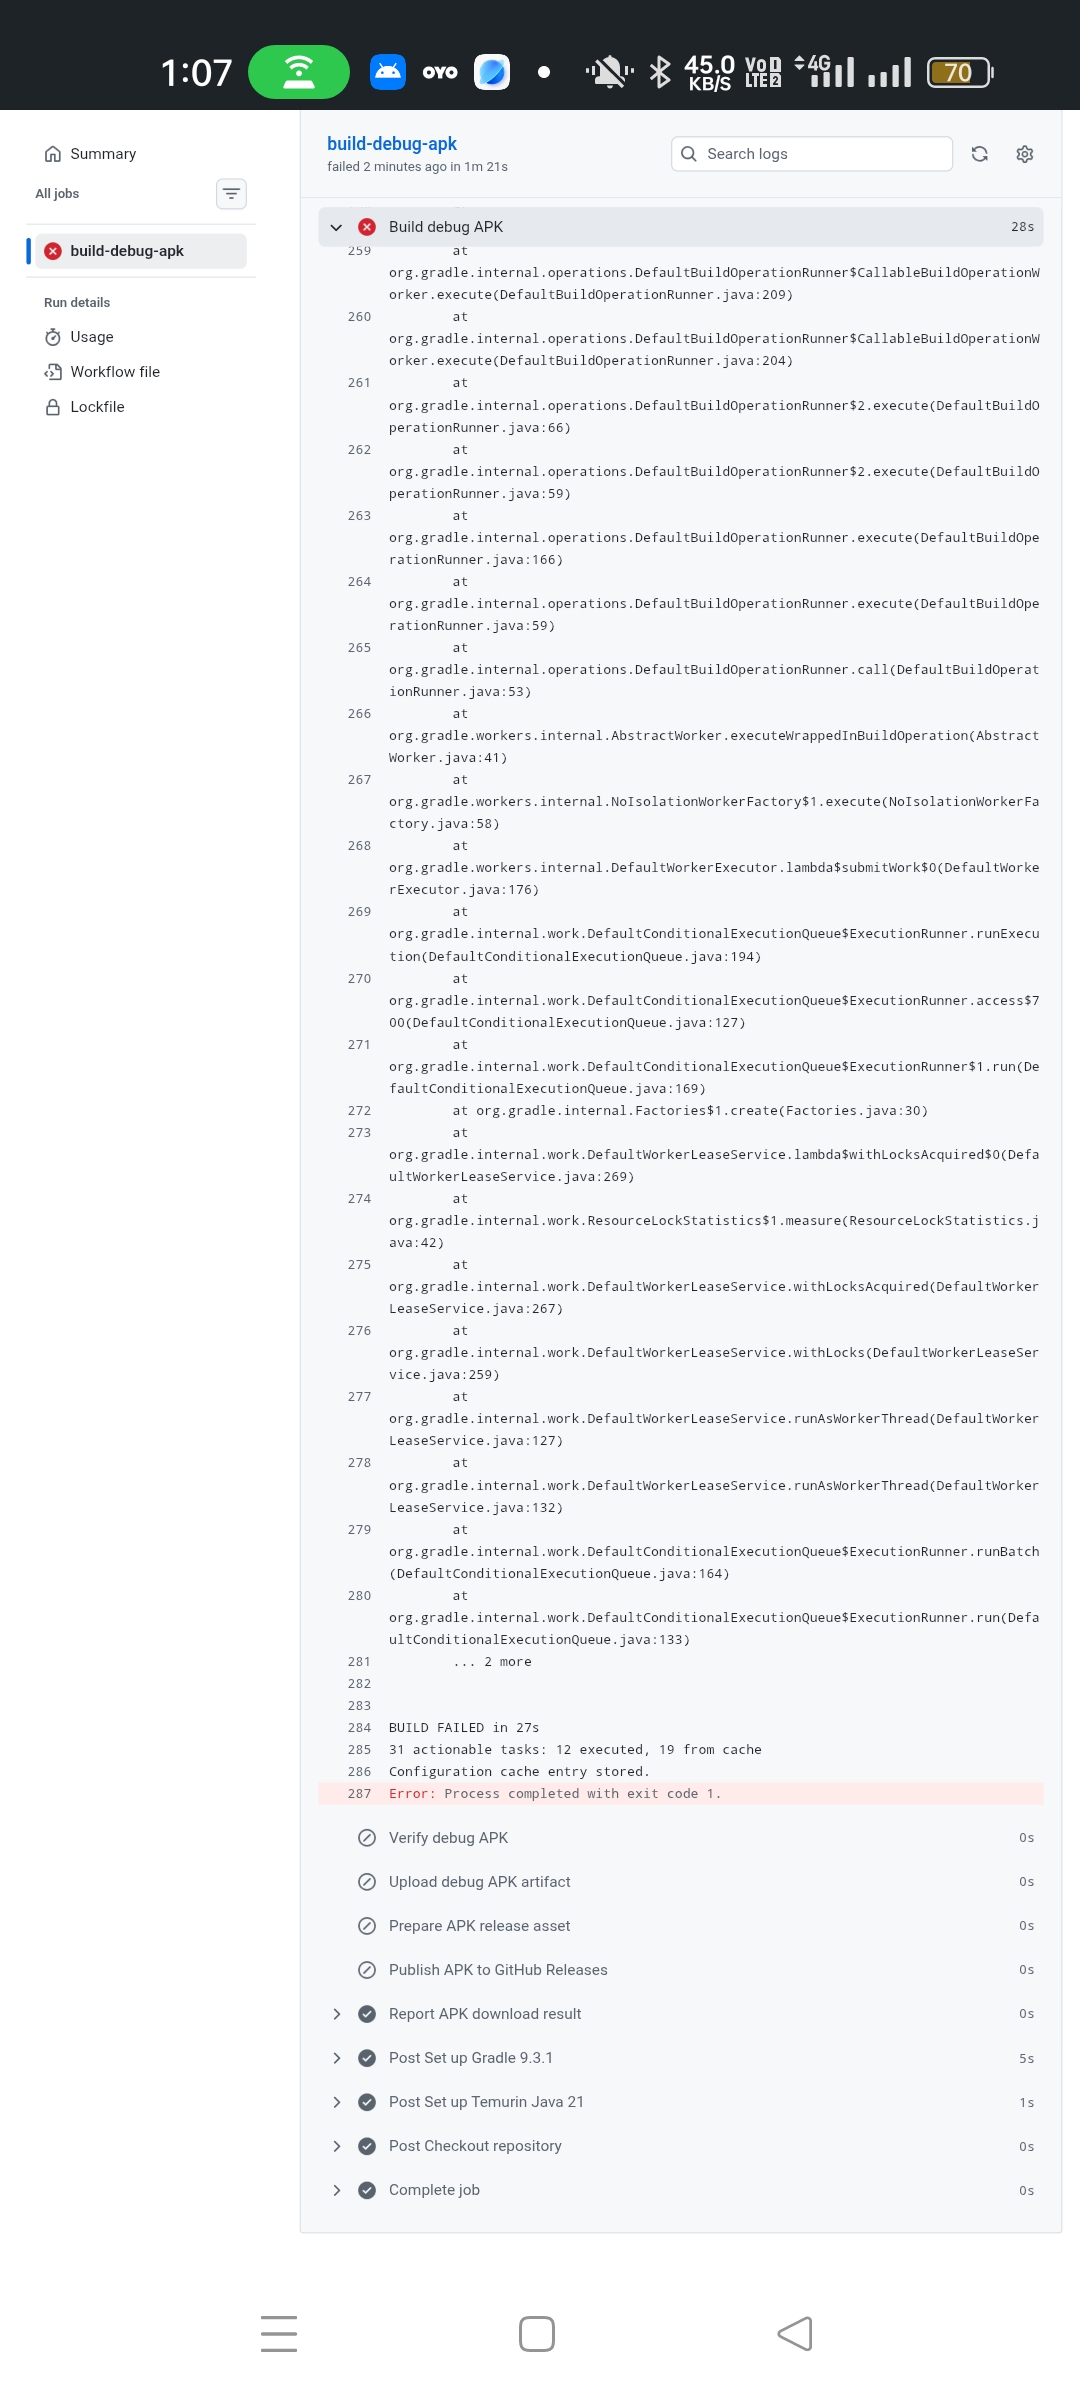 1:07
OYO
45.0
KB/S
Vo
LTE 2
4G
70
Summary
All jobs
build-debug-apk
Run details
Usage
Workflow file
Lockfile
build-debug-apk
failed 2 minutes ago in 1m 21s
Search logs
Build debug APK 28s
259 at
org.gradle.internal.operations.DefaultBuildOperationRunner$CallableBuildOperationW
orker.execute(DefaultBuildOperationRunner.java:209)
260 at
org.gradle.internal.operations.DefaultBuildOperationRunner$CallableBuildOperationW
orker.execute(DefaultBuildOperationRunner.java:204)
261 at
org.gradle.internal.operations.DefaultBuildOperationRunner$2.execute(DefaultBuildO
perationRunner.java:66)
262 at
org.gradle.internal.operations.DefaultBuildOperationRunner$2.execute(DefaultBuildO
perationRunner.java:59)
263 at
org.gradle.internal.operations.DefaultBuildOperationRunner.execute(DefaultBuildOpe
rationRunner.java:166)
264 at
org.gradle.internal.operations.DefaultBuildOperationRunner.execute(DefaultBuildOpe
rationRunner.java:59)
265 at
org.gradle.internal.operations.DefaultBuildOperationRunner.call(DefaultBuildOperat
ionRunner.java:53)
266 at
org.gradle.workers.internal.AbstractWorker.executeWrappedInBuildOperation(Abstract
Worker.java:41)
267 at
org.gradle.workers.internal.NoIsolationWorkerFactory$1.execute(NoIsolationWorkerFa
ctory.java:58)
268 at
org.gradle.workers.internal.DefaultWorkerExecutor.lambda$submitWork$0(DefaultWorke
rExecutor.java:176)
269 at
org.gradle.internal.work.DefaultConditionalExecutionQueue$ExecutionRunner.runExecu
tion(DefaultConditionalExecutionQueue.java:194)
270 at
org.gradle.internal.work.DefaultConditionalExecutionQueue$ExecutionRunner.access$7
00(DefaultConditionalExecutionQueue.java:127)
271 at
org.gradle.internal.work.DefaultConditionalExecutionQueue$ExecutionRunner$1.run(De
faultConditionalExecutionQueue.java:169)
272 at org.gradle.internal.Factories$1.create(Factories.java:30)
273 at
org.gradle.internal.work.DefaultWorkerLeaseService.lambda$withLocksAcquired$0(Defa
ultWorkerLeaseService.java:269)
274 at
org.gradle.internal.work.ResourceLockStatistics$1.measure(ResourceLockStatistics.j
ava:42)
275 at
org.gradle.internal.work.DefaultWorkerLeaseService.withLocksAcquired(DefaultWorker
LeaseService.java:267)
276 at
org.gradle.internal.work.DefaultWorkerLeaseService.withLocks(DefaultWorkerLeaseSer
vice.java:259)
277 at
org.gradle.internal.work.DefaultWorkerLeaseService.runAsWorkerThread(DefaultWorker
LeaseService.java:127)
278 at
org.gradle.internal.work.DefaultWorkerLeaseService.runAsWorkerThread(DefaultWorker
LeaseService.java:132)
279 at
org.gradle.internal.work.DefaultConditionalExecutionQueue$ExecutionRunner.runBatch
(DefaultConditionalExecutionQueue.java:164)
280 at
org.gradle.internal.work.DefaultConditionalExecutionQueue$ExecutionRunner.run(Defa
ultConditionalExecutionQueue.java:133)
281 ... 2 more
282
283
284 BUILD FAILED in 27s
285 31 actionable tasks: 12 executed, 19 from cache
286 Configuration cache entry stored.
287 Error: Process completed with exit code 1.
Verify debug APK 0s
Upload debug APK artifact 0s
Prepare APK release asset 0s
Publish APK to GitHub Releases 0s
Report APK download result 0s
Post Set up Gradle 9.3.1 5s
Post Set up Temurin Java 21 1s
Post Checkout repository 0s
Complete job 0s